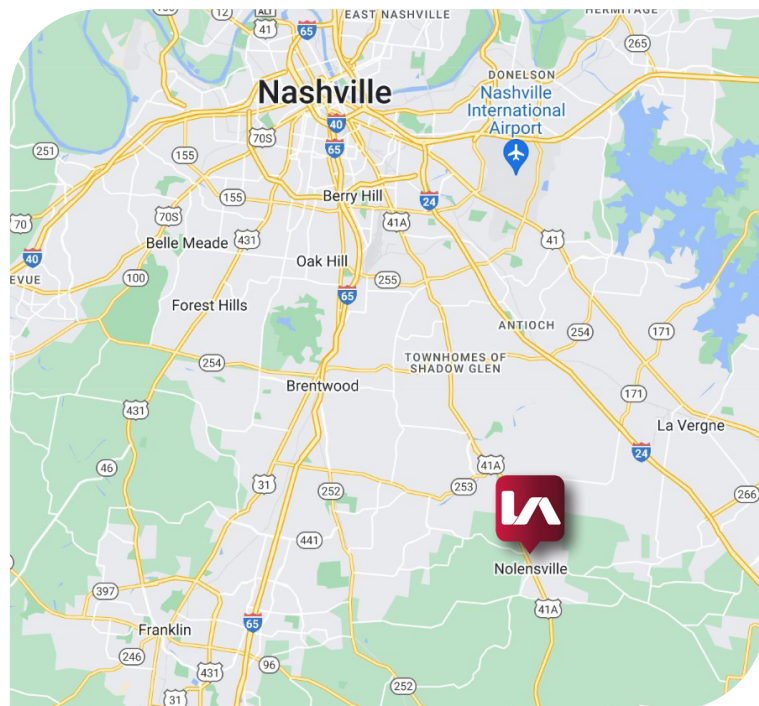 ALT
12
41
65
EAST NASHVILLE
HERMITAGE
265
DONELSON
Nashville
Nashville
International
Airport
70S
40
251
155
65
155
Berry Hill
24
70
70S
41A
Belle Meade
431
41
40
Oak Hill
EVUE
100
255
65
Forest Hills
ANTIOCH
254
171
254
TOWNHOMES OF
SHADOW GLEN
Brentwood
171
431
La Vergne
24
46
41A
31
252
253
266
441
Nolensville
397
41A
65
Franklin
246
431
96
252
31